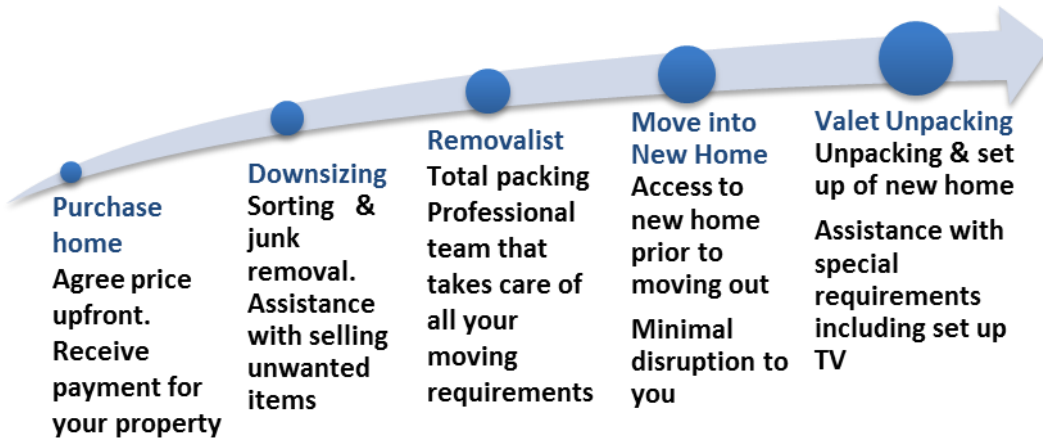 Purchase
home
Agree price
upfront.
Receive
payment for
your property
Downsizing
Sorting &
junk
removal.
Assistance
with selling
unwanted
items
Removalist
Total packing
Professional
team that
takes care of
all your
moving
requirements
Move into
New Home
Access to
new home
prior to
moving out
Minimal
disruption to
you
Valet Unpacking
Unpacking & set
up of new home
Assistance with
special
requirements
including set up
TV